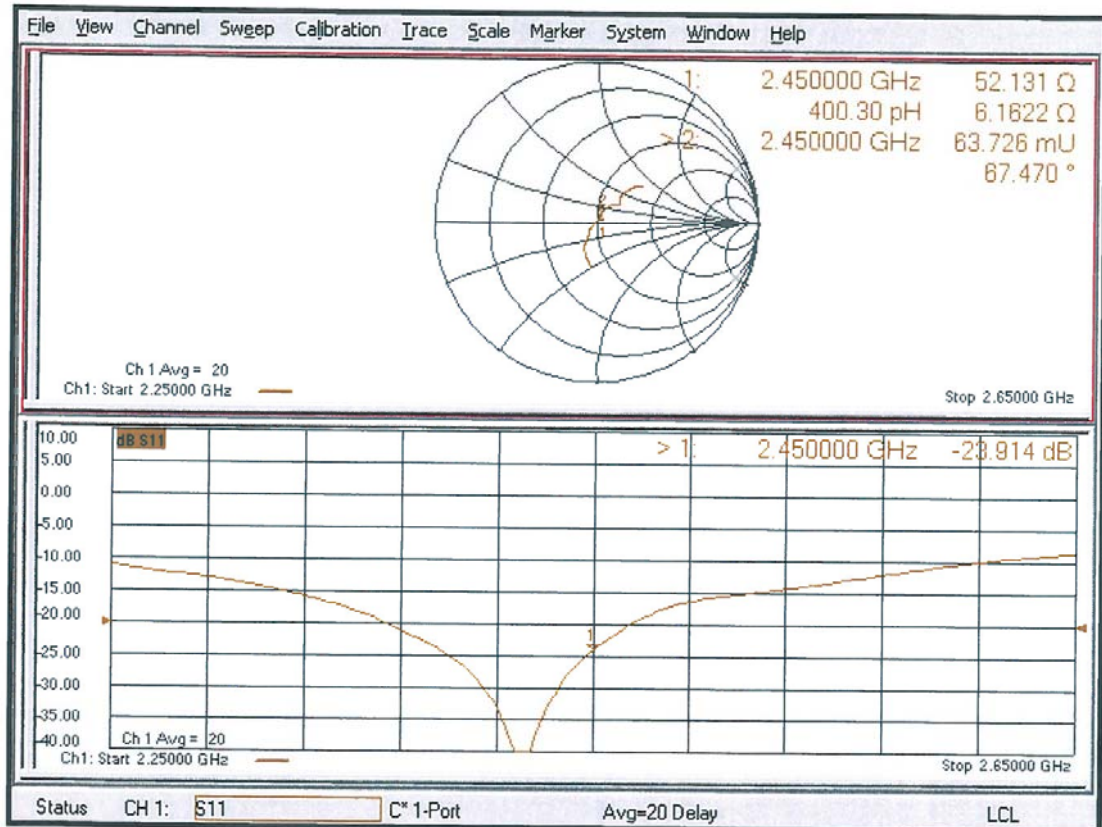 File View Channel Sweep Calibration Trace Scale Marker System Window Help
1: 2.450000 GHz 52.131 Ω
400.30 pH 6.1622 Ω
> 2: 2.450000 GHz 63.726 mU
67.470 °
Ch 1 Avg = 20
Ch1: Start 2.25000 GHz
Stop 2.65000 GHz
10.00 dB S11
> 1: 2.450000 GHz -23.914 dB
5.00
0.00
-5.00
-10.00
-15.00
-20.00
1
-25.00
-30.00
-35.00
-40.00
Ch 1 Avg = 20
Ch1: Start 2.25000 GHz
Stop 2.65000 GHz
Status CH 1: S11 C* 1-Port Avg=20 Delay LCL